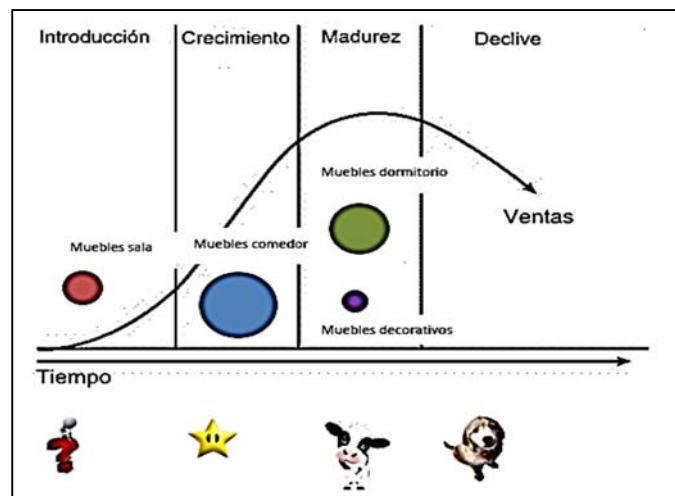 Introducción
Crecimiento
Madurez
Declive
Muebles dormitorio
Ventas
Muebles sala
Muebles comedor
Muebles decorativos
Tiempo
?